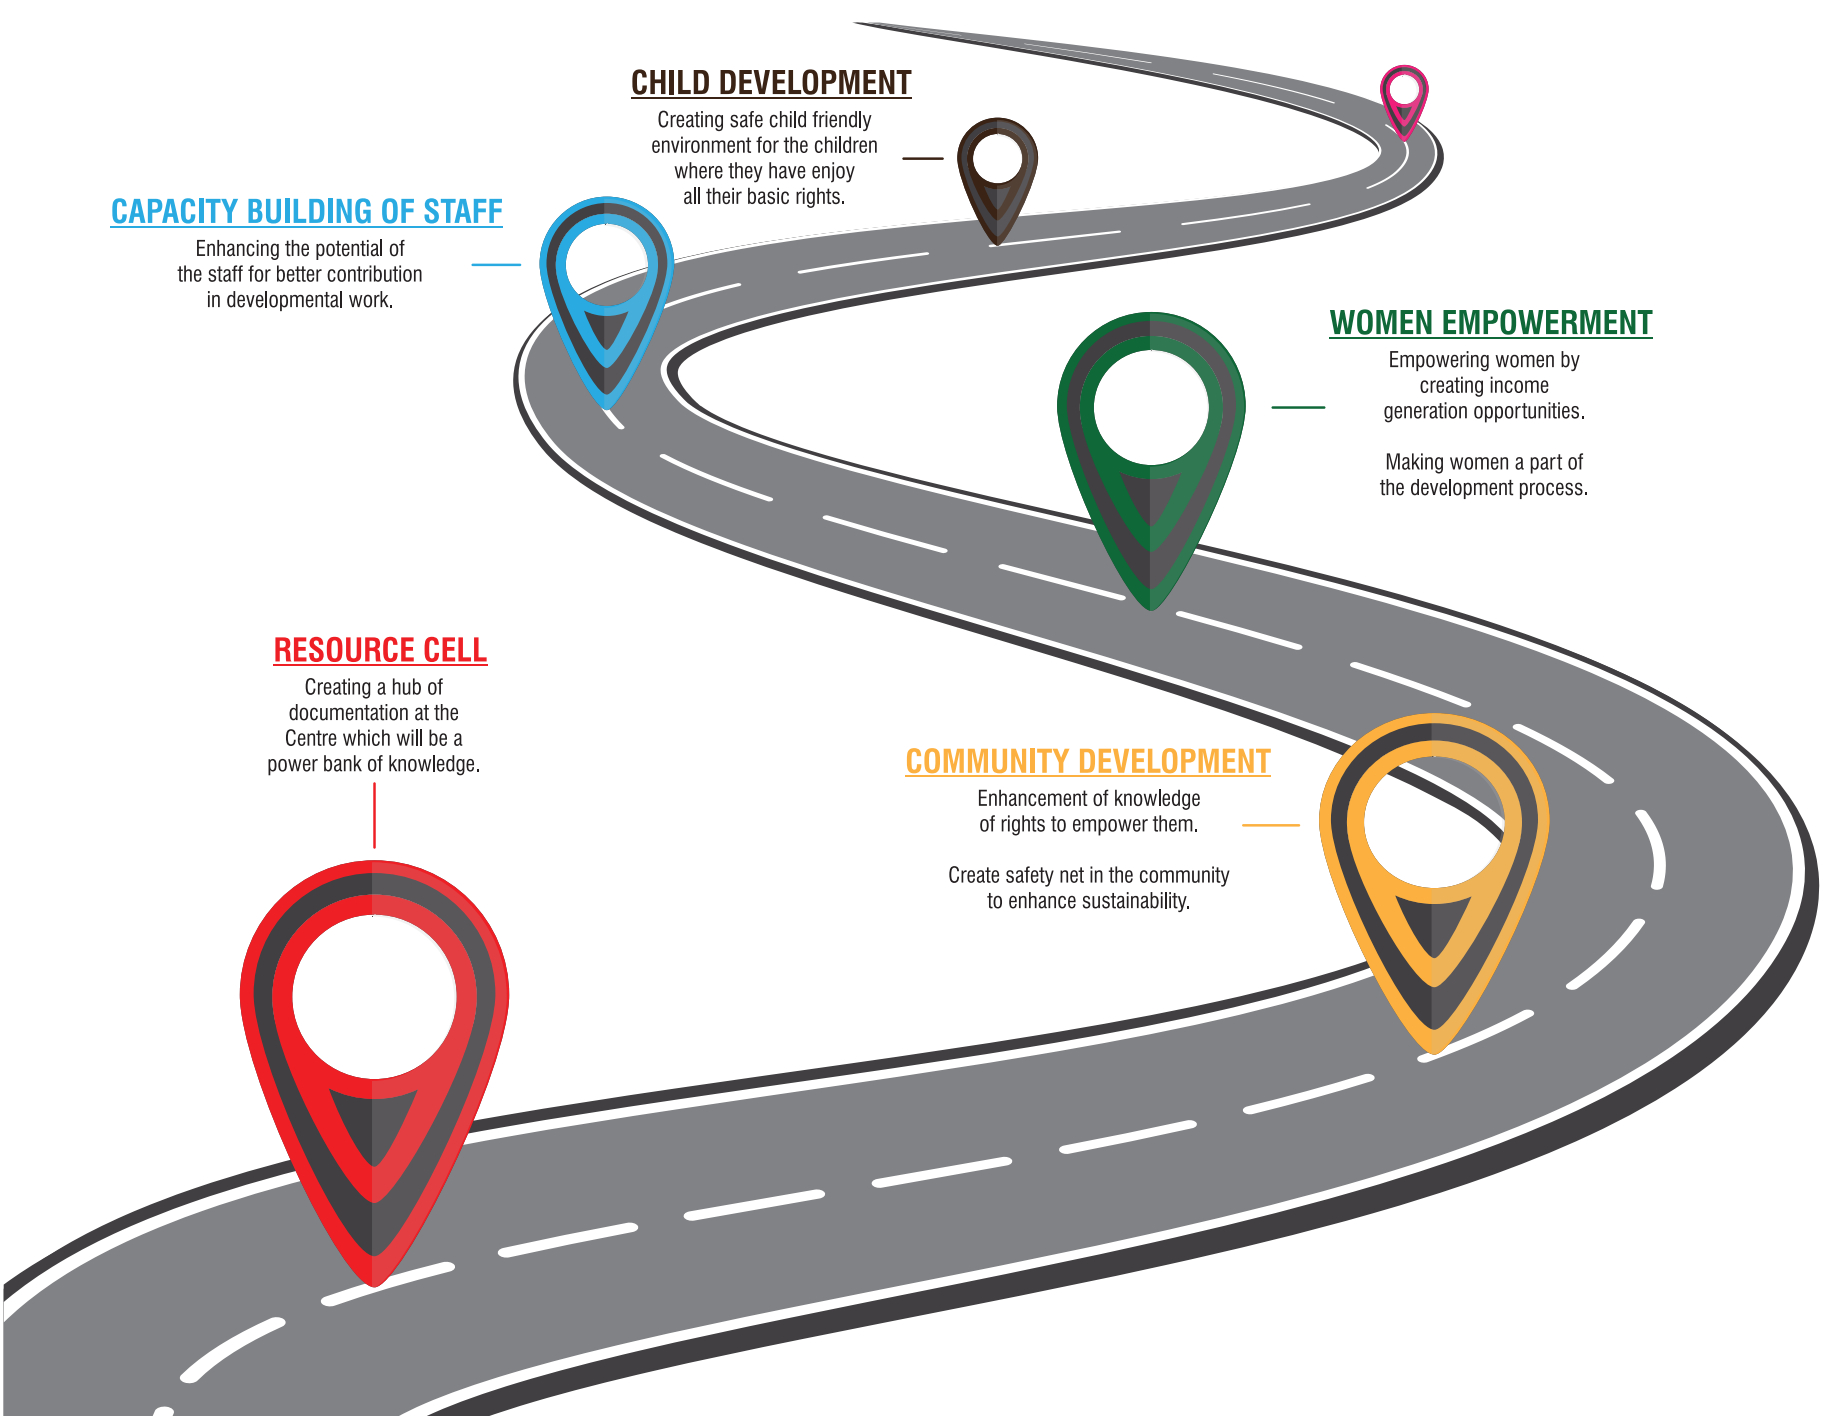 CHILD DEVELOPMENT
Creating safe child friendly
environment for the children
where they have enjoy
all their basic rights.
CAPACITY BUILDING OF STAFF
Enhancing the potential of
the staff for better contribution
in developmental work.
WOMEN EMPOWERMENT
Empowering women by
creating income
generation opportunities.
Making women a part of
the development process.
RESOURCE CELL
Creating a hub of
documentation at the
Centre which will be a
power bank of knowledge.
COMMUNITY DEVELOPMENT
Enhancement of knowledge
of rights to empower them.
Create safety net in the community
to enhance sustainability.